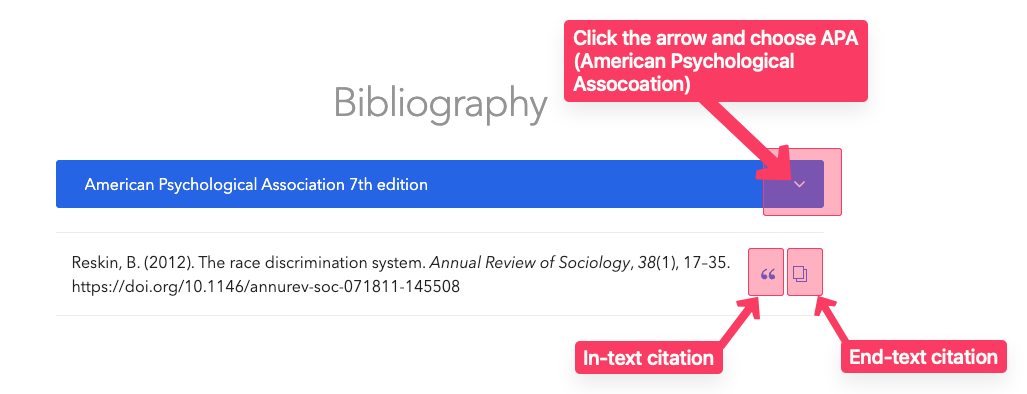 Click the arrow and choose APA
(American Psychological
Assocoation)
Bibliography
American Psychological Association 7th edition
Reskin, B. (2012). The race discrimination system. Annual Review of Sociology, 38(1), 17–35.
https://doi.org/10.1146/annurev-soc-071811-145508
In-text citation
End-text citation